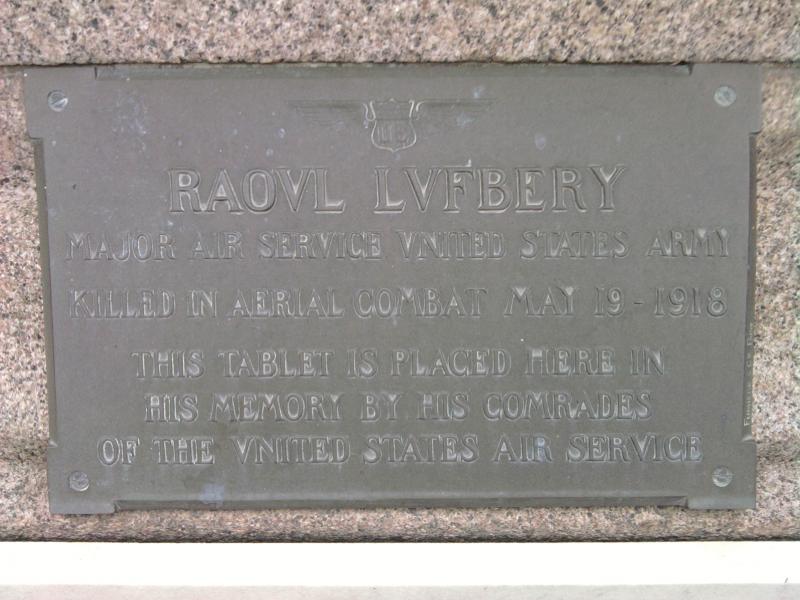 US
RAOVL LVFBERY
MAJOR AIR SERVICE VNITED STATES ARMY
KILLED IN AERIAL COMBAT MAY 19-1918
THIS TABLET IS PLACED HERE IN
HIS MEMORY BY HIS COMRADES
OF THE VNITED STATES AIR SERVICE